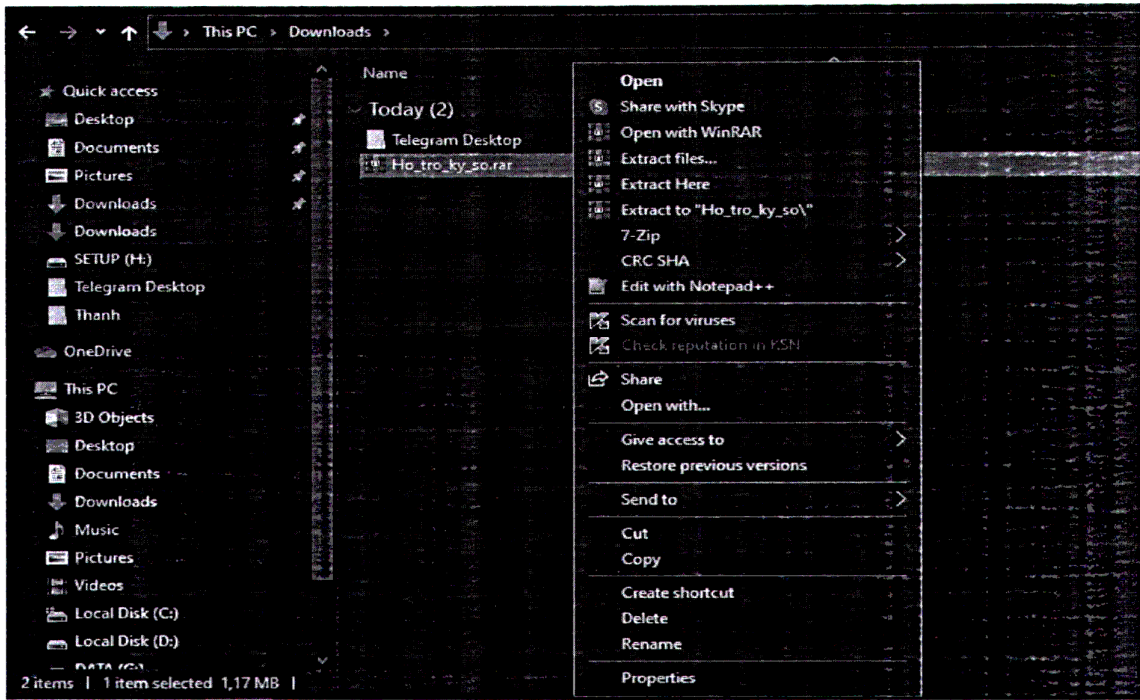 This PC > Downloads >
Quick access
Desktop
Documents
Pictures
Downloads
Downloads
SETUP (H:)
Telegram Desktop
Thanh
OneDrive
This PC
3D Objects
Desktop
Documents
Downloads
Music
Pictures
Videos
Local Disk (C:)
Local Disk (D:)
DATA (G:)
2 items | 1 item selected 1,17 MB |
Name
Today (2)
Telegram Desktop
Ho_tro_ky_so.rar
Open
Share with Skype
Open with WinRAR
Extract files...
Extract Here
Extract to "Ho_tro_ky_so\"
7-Zip
CRC SHA
Edit with Notepad++
Scan for viruses
Check reputation in KSN
Share
Open with...
Give access to
Restore previous versions
Send to
Cut
Copy
Create shortcut
Delete
Rename
Properties